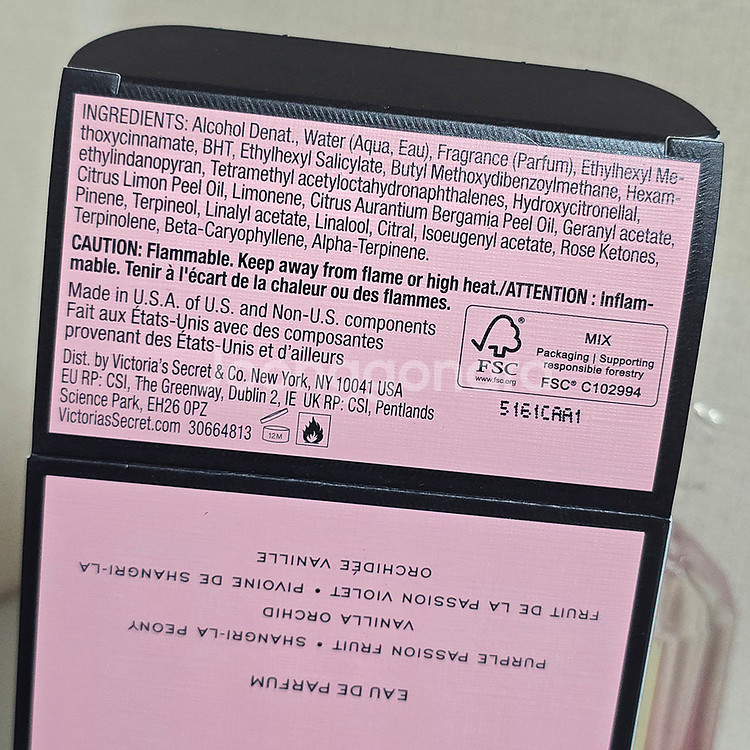 INGREDIENTS: Alcohol Denat., Water (Aqua, Eau), Fragrance (Parfum), Ethylhexyl Me-
thoxycinnamate, BHT, Ethylhexyl Salicylate, Butyl Methoxydibenzoylmethane, Hexam-
ethylindanopyran, Tetramethyl acetyloctahydronaphthalenes, Hydroxycitronellal,
Citrus Limon Peel Oil, Limonene, Citrus Aurantium Bergamia Peel Oil, Geranyl acetate,
Pinene, Terpineol, Linalyl acetate, Linalool, Citral, Isoeugenyl acetate, Rose Ketones,
Terpinolene, Beta-Caryophyllene, Alpha-Terpinene.
CAUTION: Flammable. Keep away from flame or high heat./ATTENTION : Inflam-
mable. Tenir à l'écart de la chaleur ou des flammes.
Made in U.S.A. of U.S. and Non-U.S. components
Fait aux États-Unis avec des composantes
provenant des États-Unis et d'ailleurs
Dist. by Victoria's Secret & Co. New York, NY 10041 USA
EU RP: CSI, The Greenway, Dublin 2, IE UK RP: CSI, Pentlands
Science Park, EH26 0PZ
VictoriasSecret.com 30664813
12M
FSC®
www.fsc.org
MIX
Packaging | Supporting
responsible forestry
FSC® C102994
5161CAA1
EAU DE PARFUM
PURPLE PASSION FRUIT • SHANGRI-LA PEONY
VANILLA ORCHID
FRUIT DE LA PASSION VIOLET • PIVOINE DE SHANGRI-LA
ORCHIDÉE VANILLE